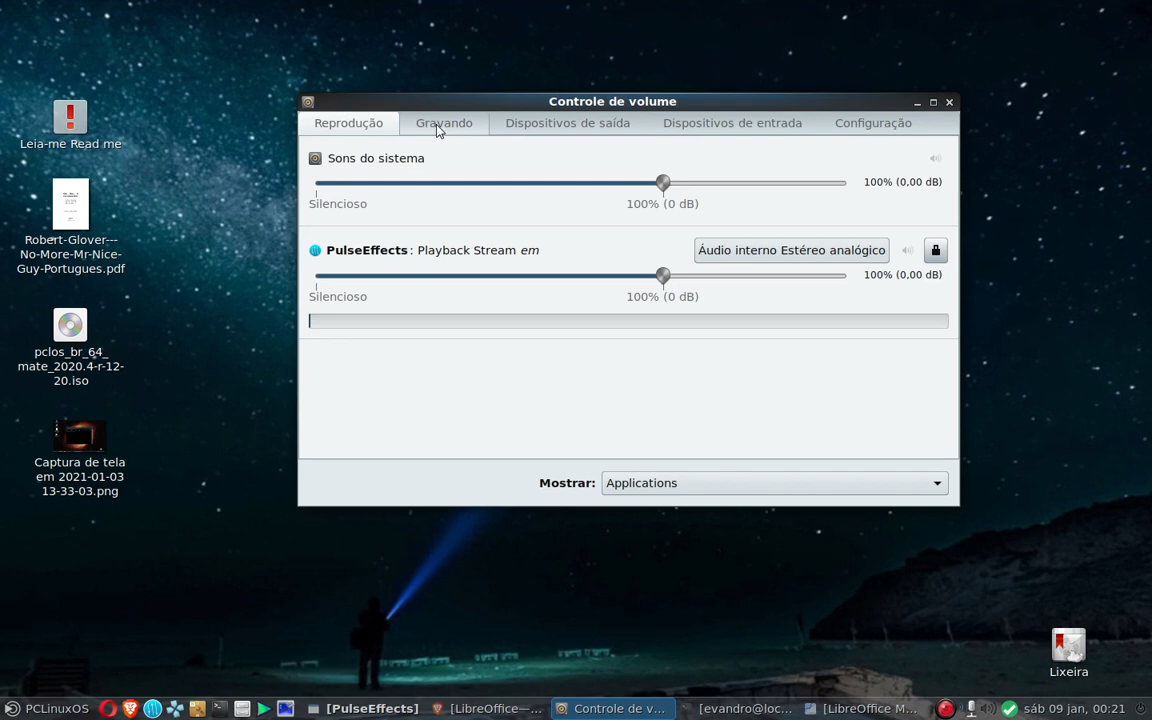 Controle de volume
Reprodução
Gravando
Dispositivos de saída
Dispositivos de entrada
Configuração
Sons do sistema
100% (0,00 dB)
Silencioso
100% (0 dB)
PulseEffects: Playback Stream em
Áudio interno Estéreo analógico
100% (0,00 dB)
Silencioso
100% (0 dB)
Mostrar:
Applications
Leia-me Read me
Robert-Glover---
No-More-Mr-Nice-
Guy-Portugues.pdf
pclos_br_64_
mate_2020.4-r-12-
20.iso
Captura de tela
em 2021-01-03
13-33-03.png
Lixeira
PCLinuxOS
[PulseEffects]
[LibreOffice—...
Controle de v...
[evandro@loc...
[LibreOffice M...
sáb 09 jan, 00:21